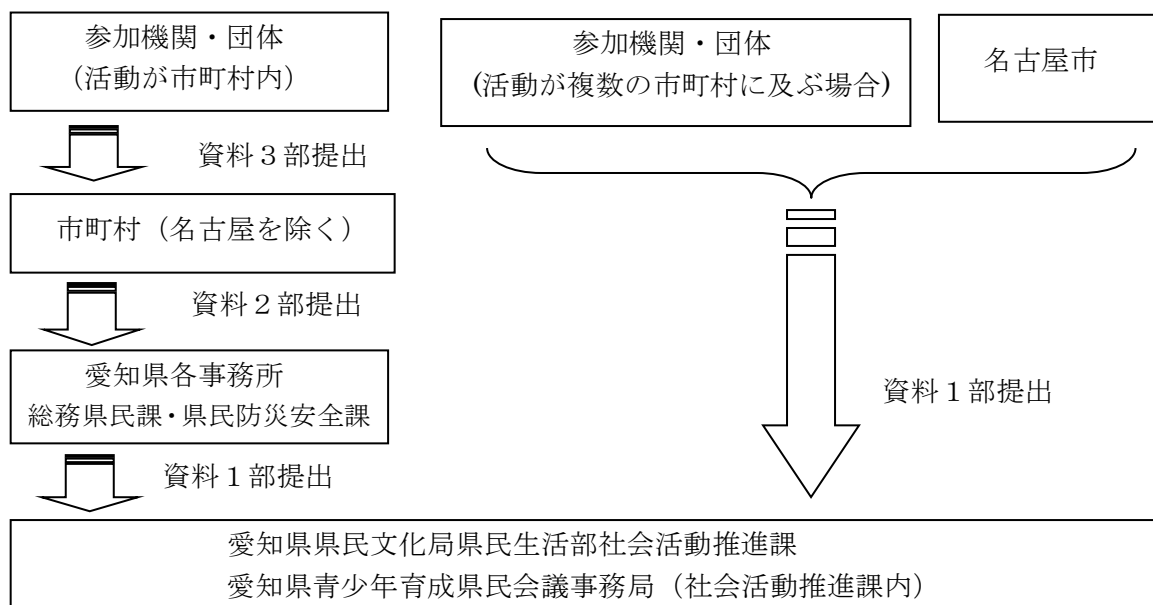 参加機関・団体
（活動が市町村内）
資料３部提出
市町村（名古屋を除く）
資料２部提出
愛知県各事務所
総務県民課・県民防災安全課
資料１部提出
参加機関・団体
(活動が複数の市町村に及ぶ場合)
名古屋市
資料１部提出
愛知県県民文化局県民生活部社会活動推進課
愛知県青少年育成県民会議事務局（社会活動推進課内）